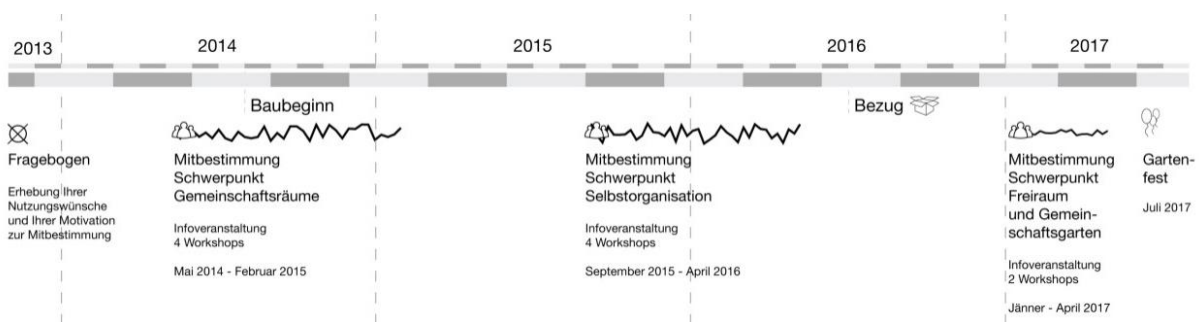 2013
2014
2015
2016
2017
Baubeginn
Bezug
Fragebogen
Erhebung Ihrer
Nutzungswünsche
und Ihrer Motivation
zur Mitbestimmung
Mitbestimmung
Schwerpunkt
Gemeinschaftsräume
Infoveranstaltung
4 Workshops
Mai 2014 - Februar 2015
Mitbestimmung
Schwerpunkt
Selbstorganisation
Infoveranstaltung
4 Workshops
September 2015 - April 2016
Mitbestimmung
Schwerpunkt
Freiraum
und Gemein-
schaftsgarten
Infoveranstaltung
2 Workshops
Jänner - April 2017
Garten-
fest
Juli 2017